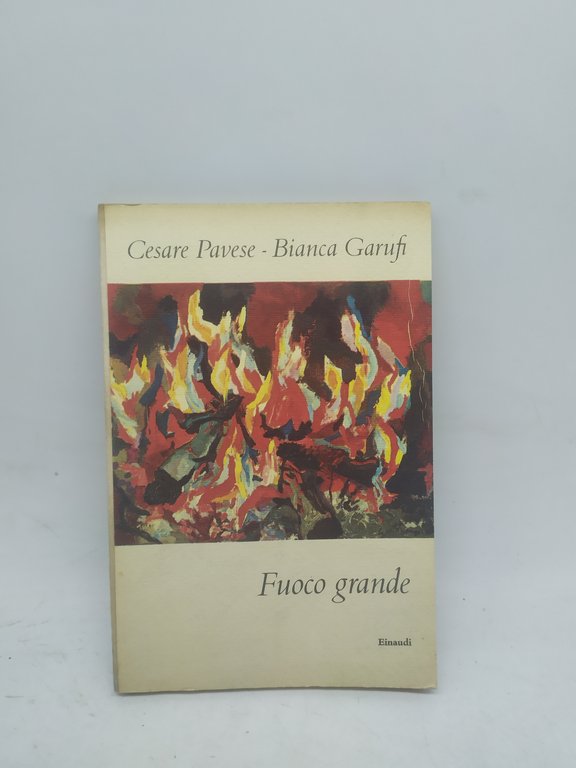 Cesare Pavese - Bianca Garufi
Fuoco grande
Einaudi